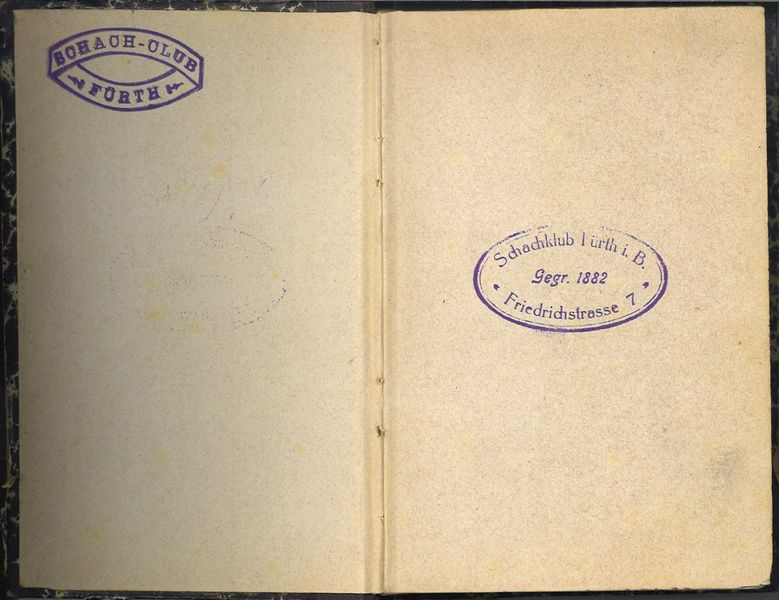 SCHACH-CLUB
FÜRTH
Schachklub Fürth i. B.
Gegr. 1882
Friedrichstrasse 7